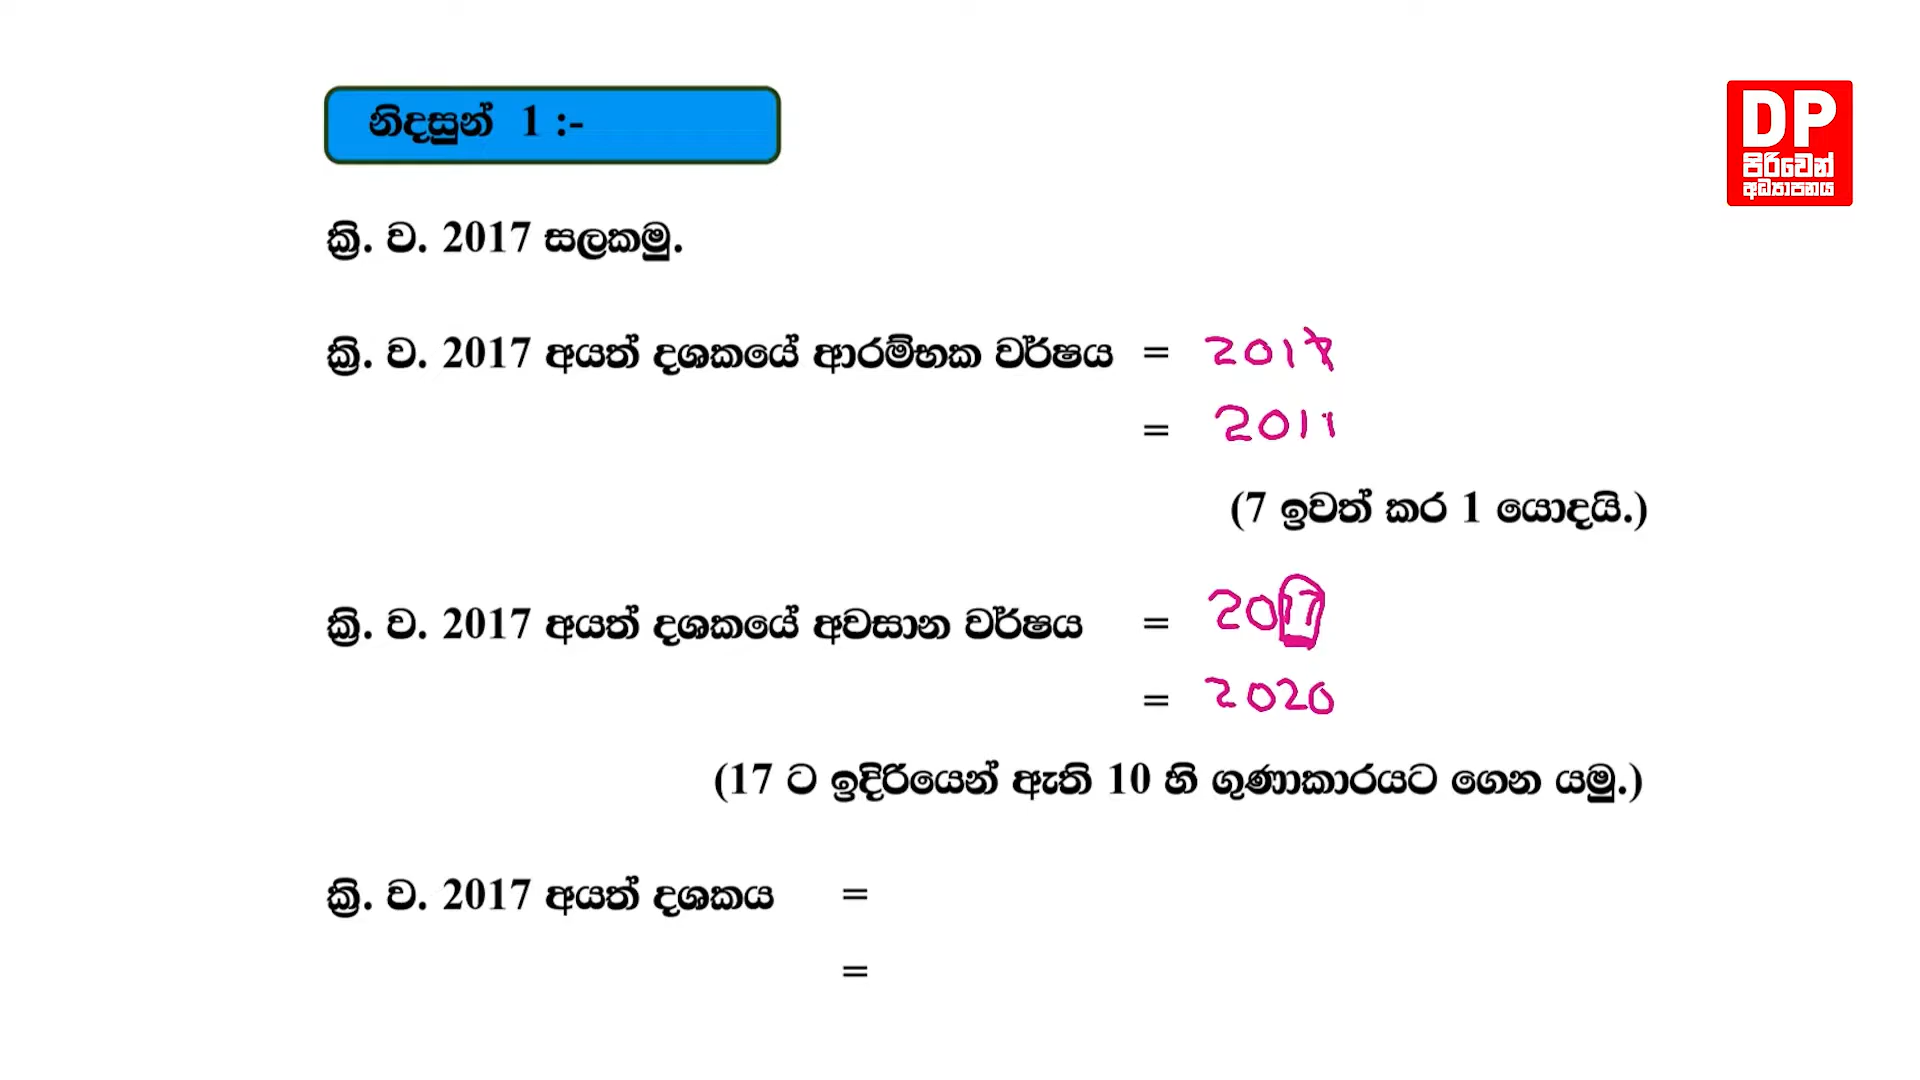 නිදසුන් 1 :-
DP
පිරිවෙන්
අධ්‍යාපනය
ක්‍රි. ව. 2017 සලකමු.
ක්‍රි. ව. 2017 අයත් දශකයේ ආරම්භක වර්ෂය = 2017
= 2011
(7 ඉවත් කර 1 යොදයි.)
ක්‍රි. ව. 2017 අයත් දශකයේ අවසාන වර්ෂය = 2017
= 2020
(17 ට ඉදිරියෙන් ඇති 10 හි ගුණාකාරයට ගෙන යමු.)
ක්‍රි. ව. 2017 අයත් දශකය =
=